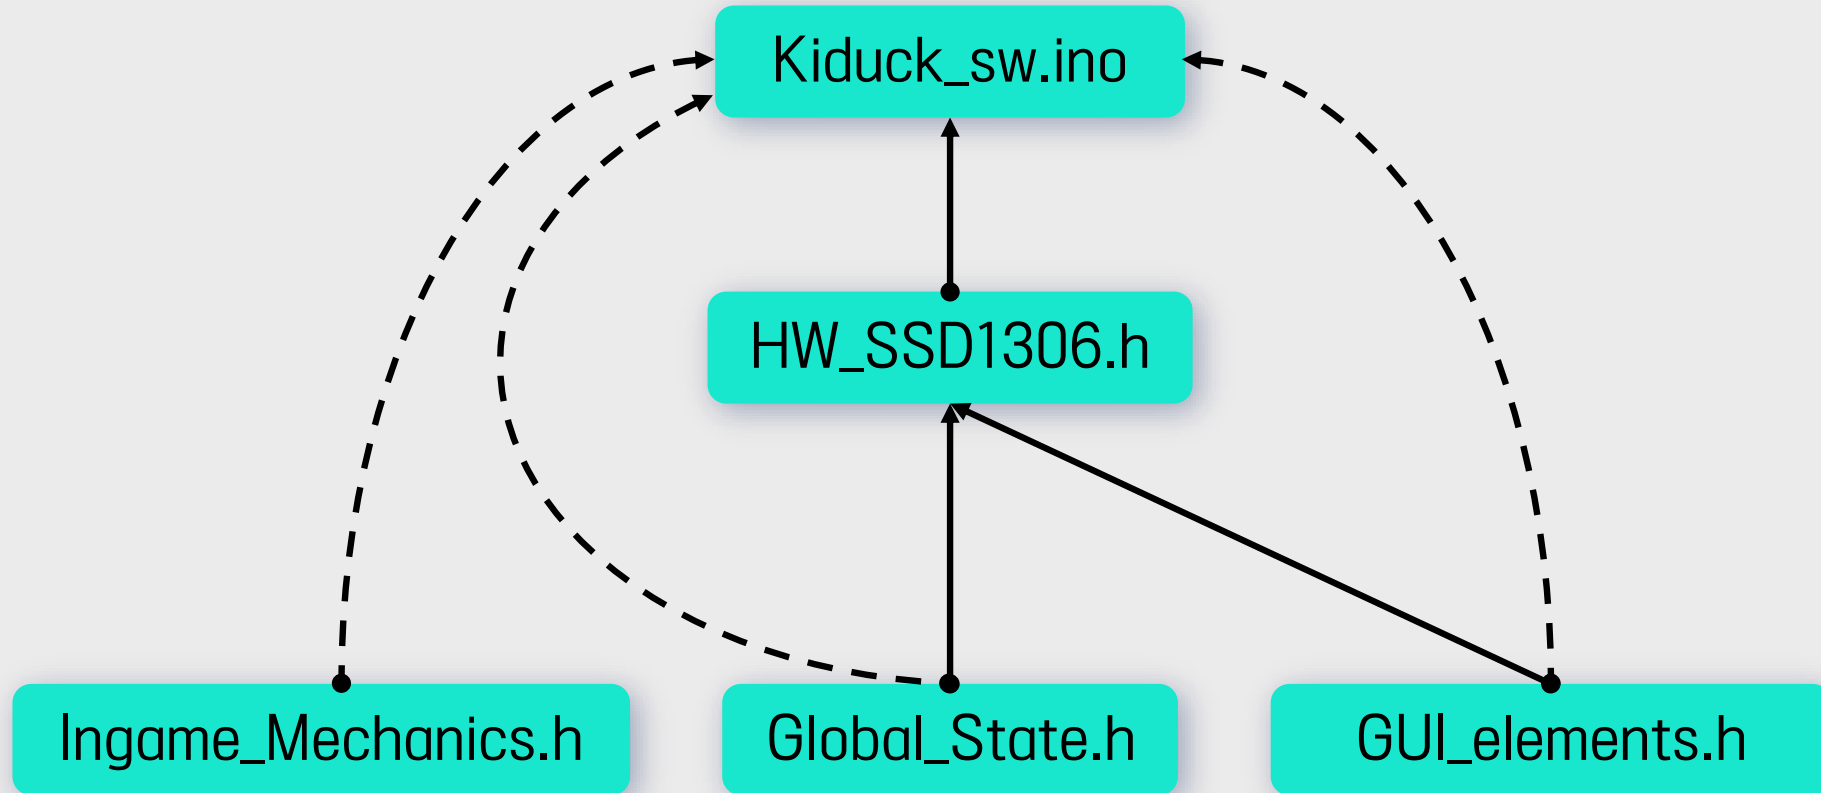 Kiduck_sw.ino
HW_SSD1306.h
Ingame_Mechanics.h
Global_State.h
GUI_elements.h